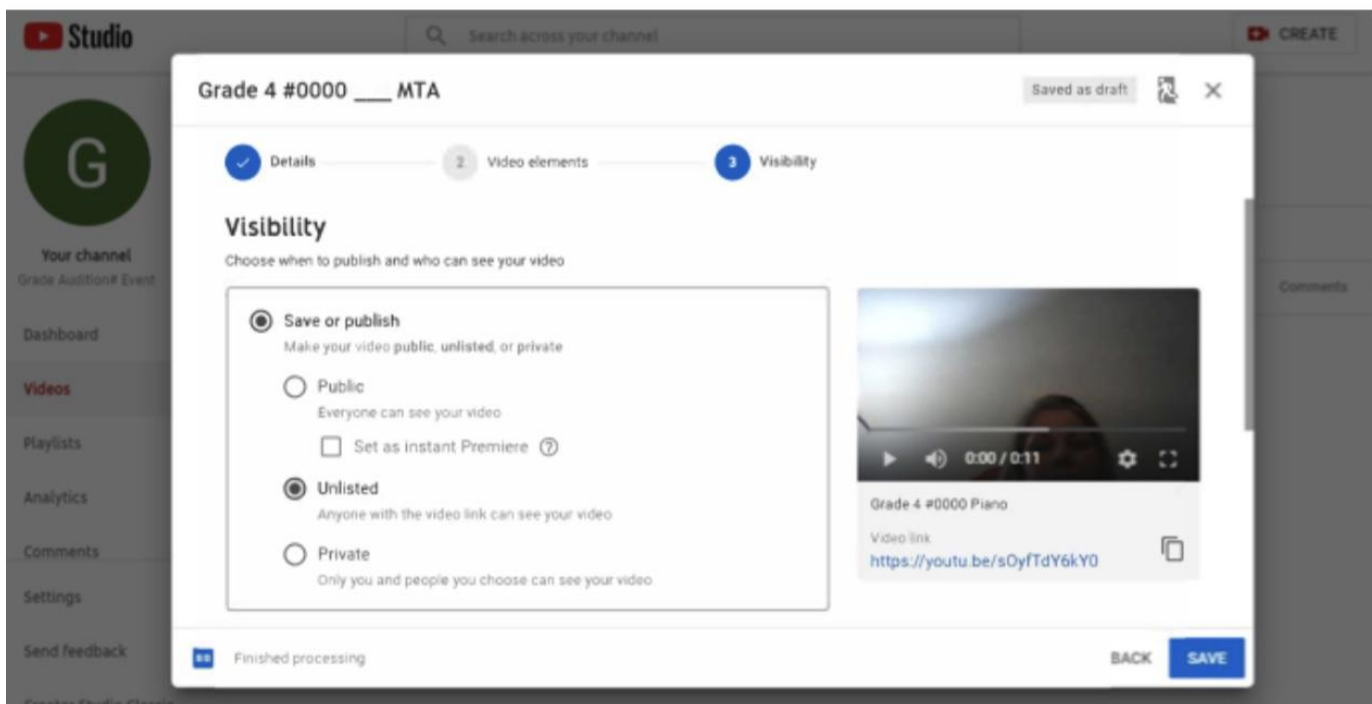 Studio
Search across your channel
CREATE
Grade 4 #0000 ___ MTA
Saved as draft
Details
2 Video elements
3 Visibility
G
Your channel
Grade Audition# Event
Dashboard
Videos
Playlists
Analytics
Comments
Settings
Send feedback
Creator Studio Classic
Visibility
Choose when to publish and who can see your video
Save or publish
Make your video public, unlisted, or private
Public
Everyone can see your video
Set as instant Premiere ?
Unlisted
Anyone with the video link can see your video
Private
Only you and people you choose can see your video
0:00 / 0:11
Grade 4 #0000 Piano
Video link
https://youtu.be/sOyfTdY6kY0
Comments
Finished processing
BACK
SAVE